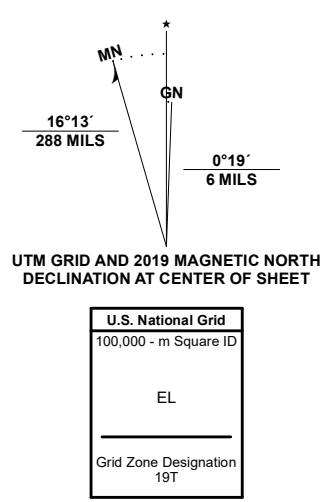 MN
GN
16°13´
288 MILS
0°19´
6 MILS
UTM GRID AND 2019 MAGNETIC NORTH
DECLINATION AT CENTER OF SHEET
U.S. National Grid
100,000 - m Square ID
EL
Grid Zone Designation
19T